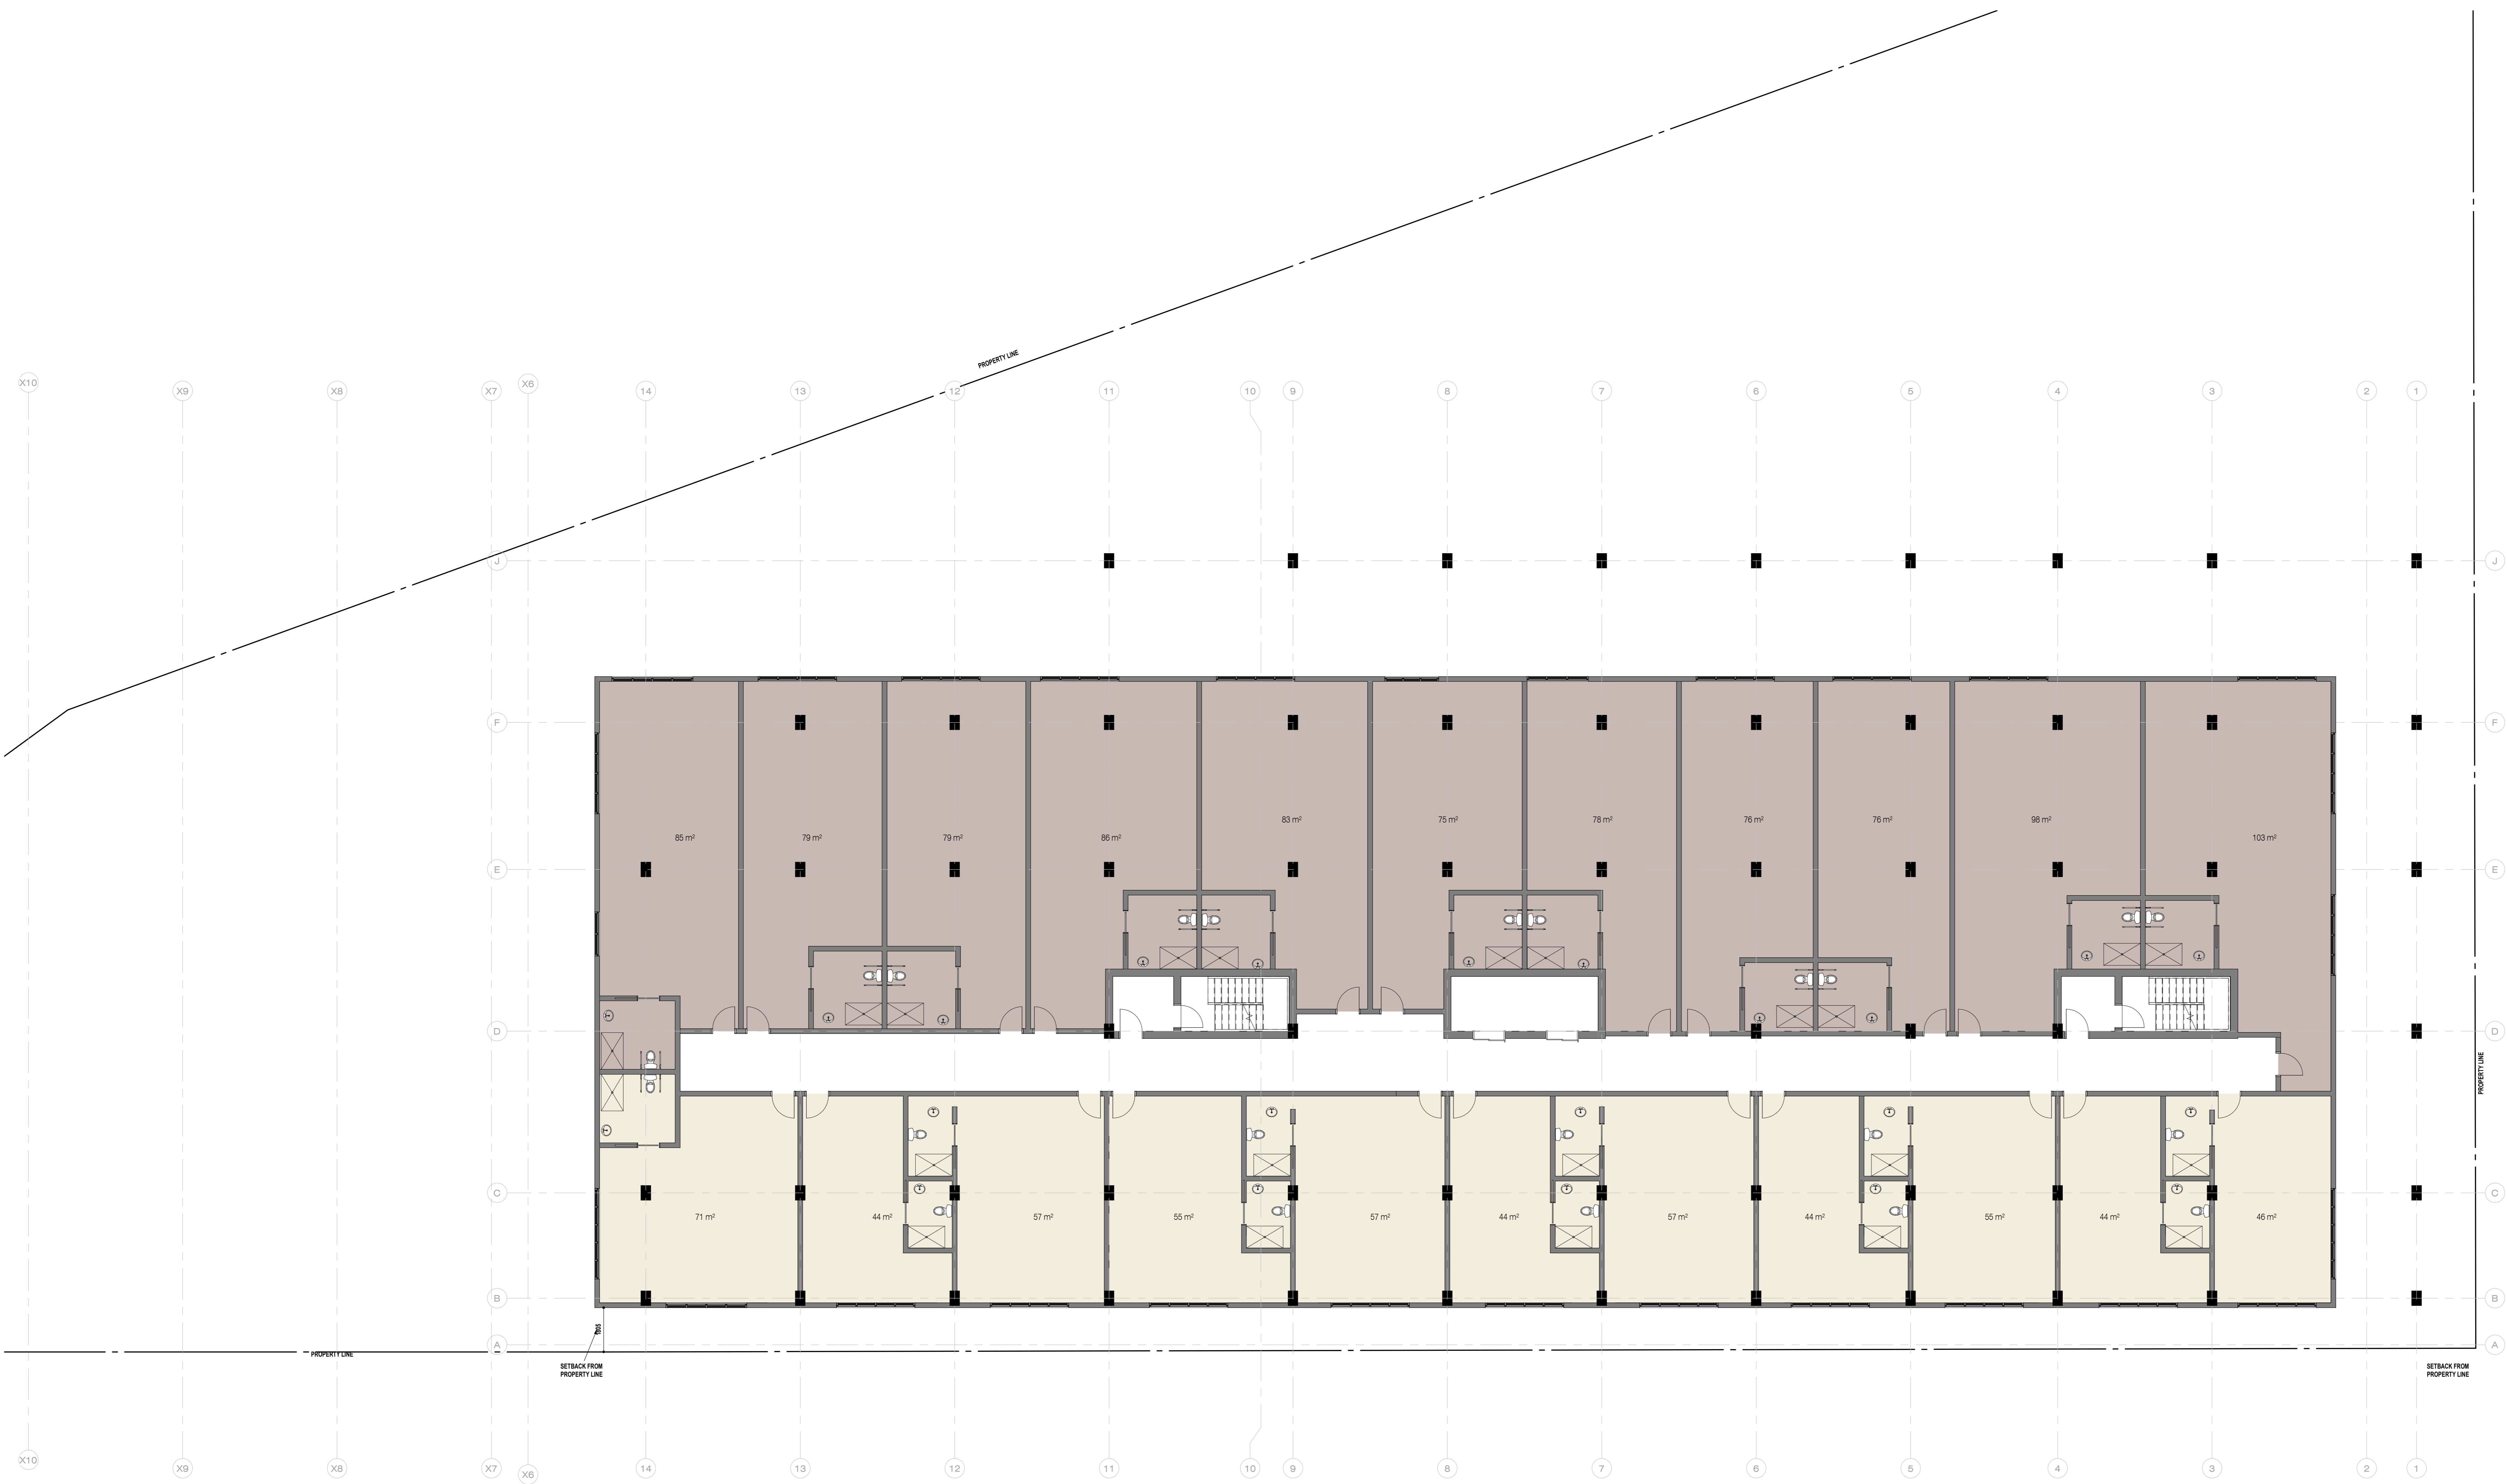 PROPERTY LINE
X10
X9
X8
X7
X6
14
13
12
11
10
9
8
7
6
5
4
3
2
1
J
J
F
F
85 m²
79 m²
79 m²
86 m²
83 m²
75 m²
78 m²
76 m²
76 m²
98 m²
103 m²
E
E
D
D
PROPERTY LINE
C
C
71 m²
44 m²
57 m²
55 m²
57 m²
44 m²
57 m²
44 m²
55 m²
44 m²
46 m²
B
B
1805
A
A
PROPERTY LINE
SETBACK FROM
PROPERTY LINE
SETBACK FROM
PROPERTY LINE
X10
X9
X8
X7
X6
14
13
12
11
10
9
8
7
6
5
4
3
2
1